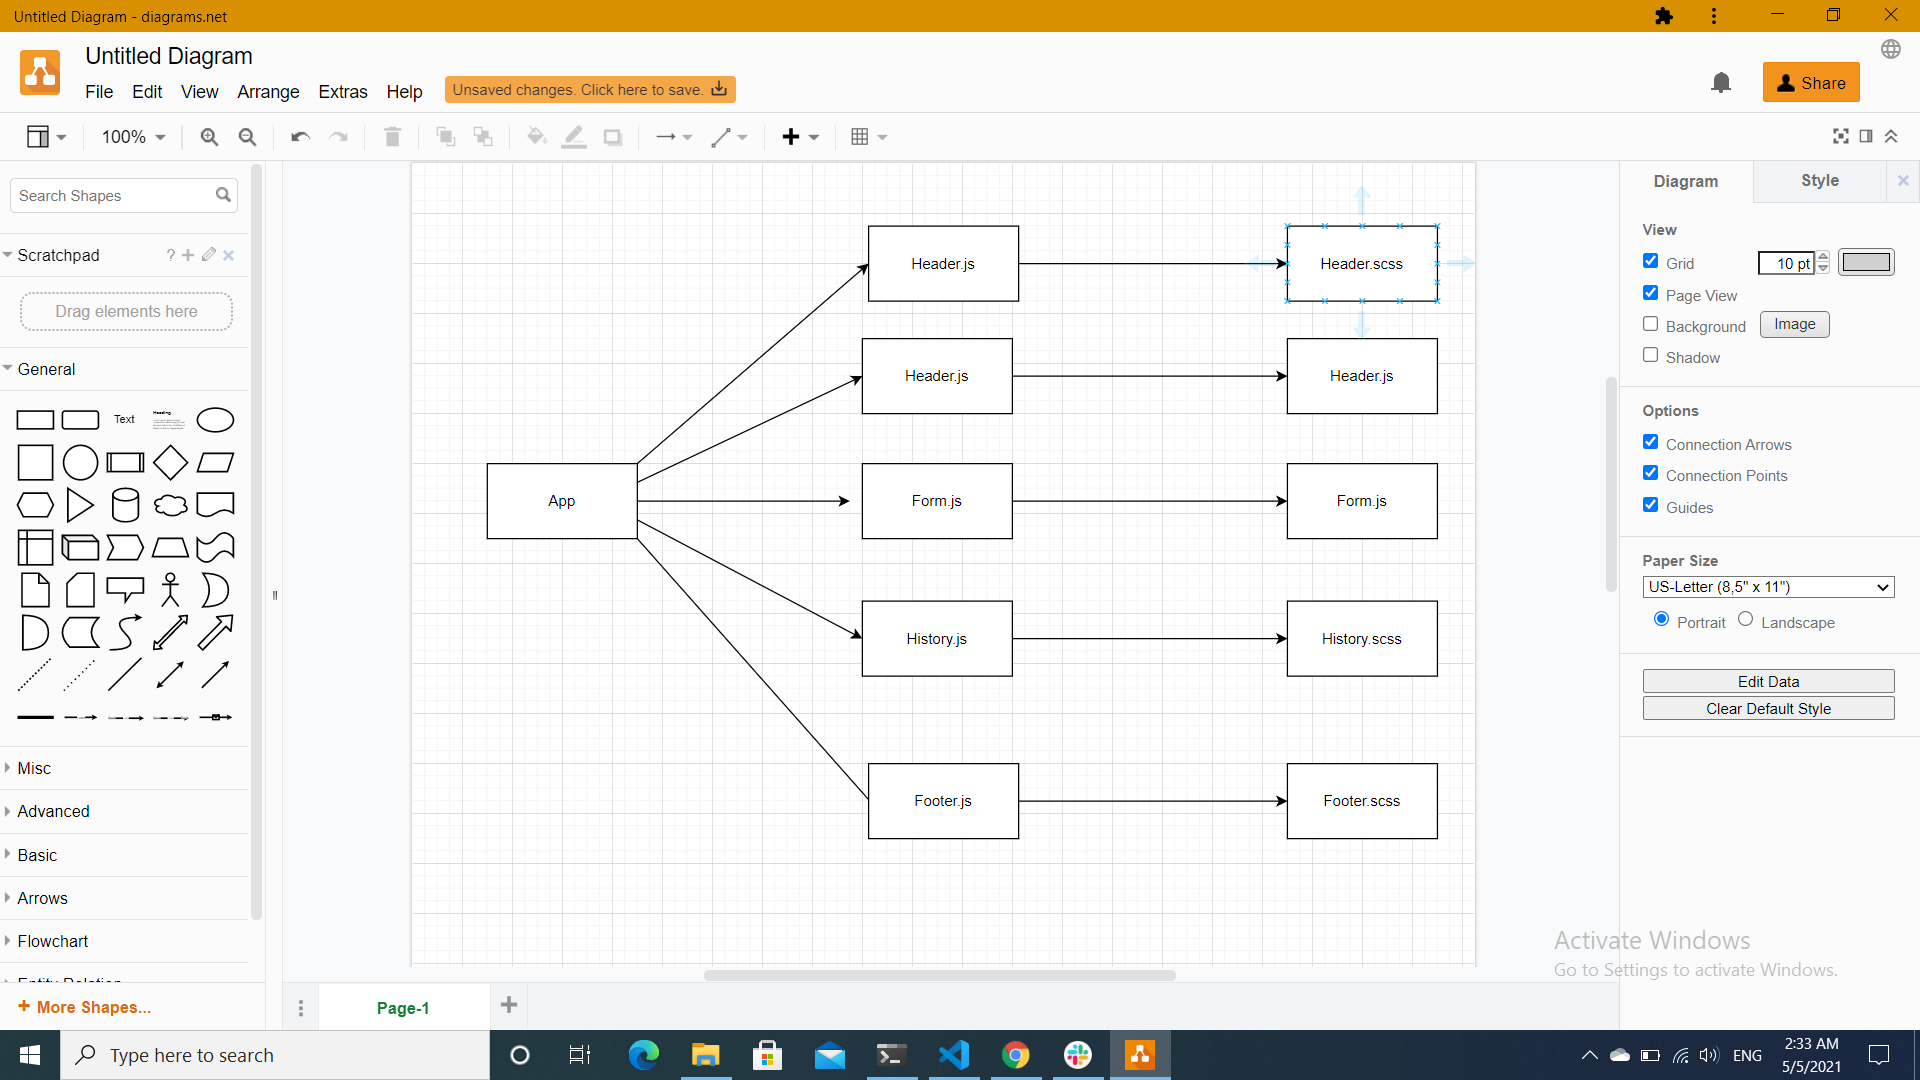 Untitled Diagram - diagrams.net
Untitled Diagram
File Edit View Arrange Extras Help Unsaved changes. Click here to save.
Share
100%
Search Shapes
Scratchpad
?
Drag elements here
General
Text
Heading
Misc
Advanced
Basic
Arrows
Flowchart
Entity Relation
+ More Shapes...
Header.js
Header.scss
Header.js
Header.js
App
Form.js
Form.js
History.js
History.scss
Footer.js
Footer.scss
Page-1
Diagram
Style
View
Grid
10 pt
Page View
Background
Image
Shadow
Options
Connection Arrows
Connection Points
Guides
Paper Size
US-Letter (8,5" x 11")
Portrait
Landscape
Edit Data
Clear Default Style
Activate Windows
Go to Settings to activate Windows.
Type here to search
ENG
2:33 AM
5/5/2021